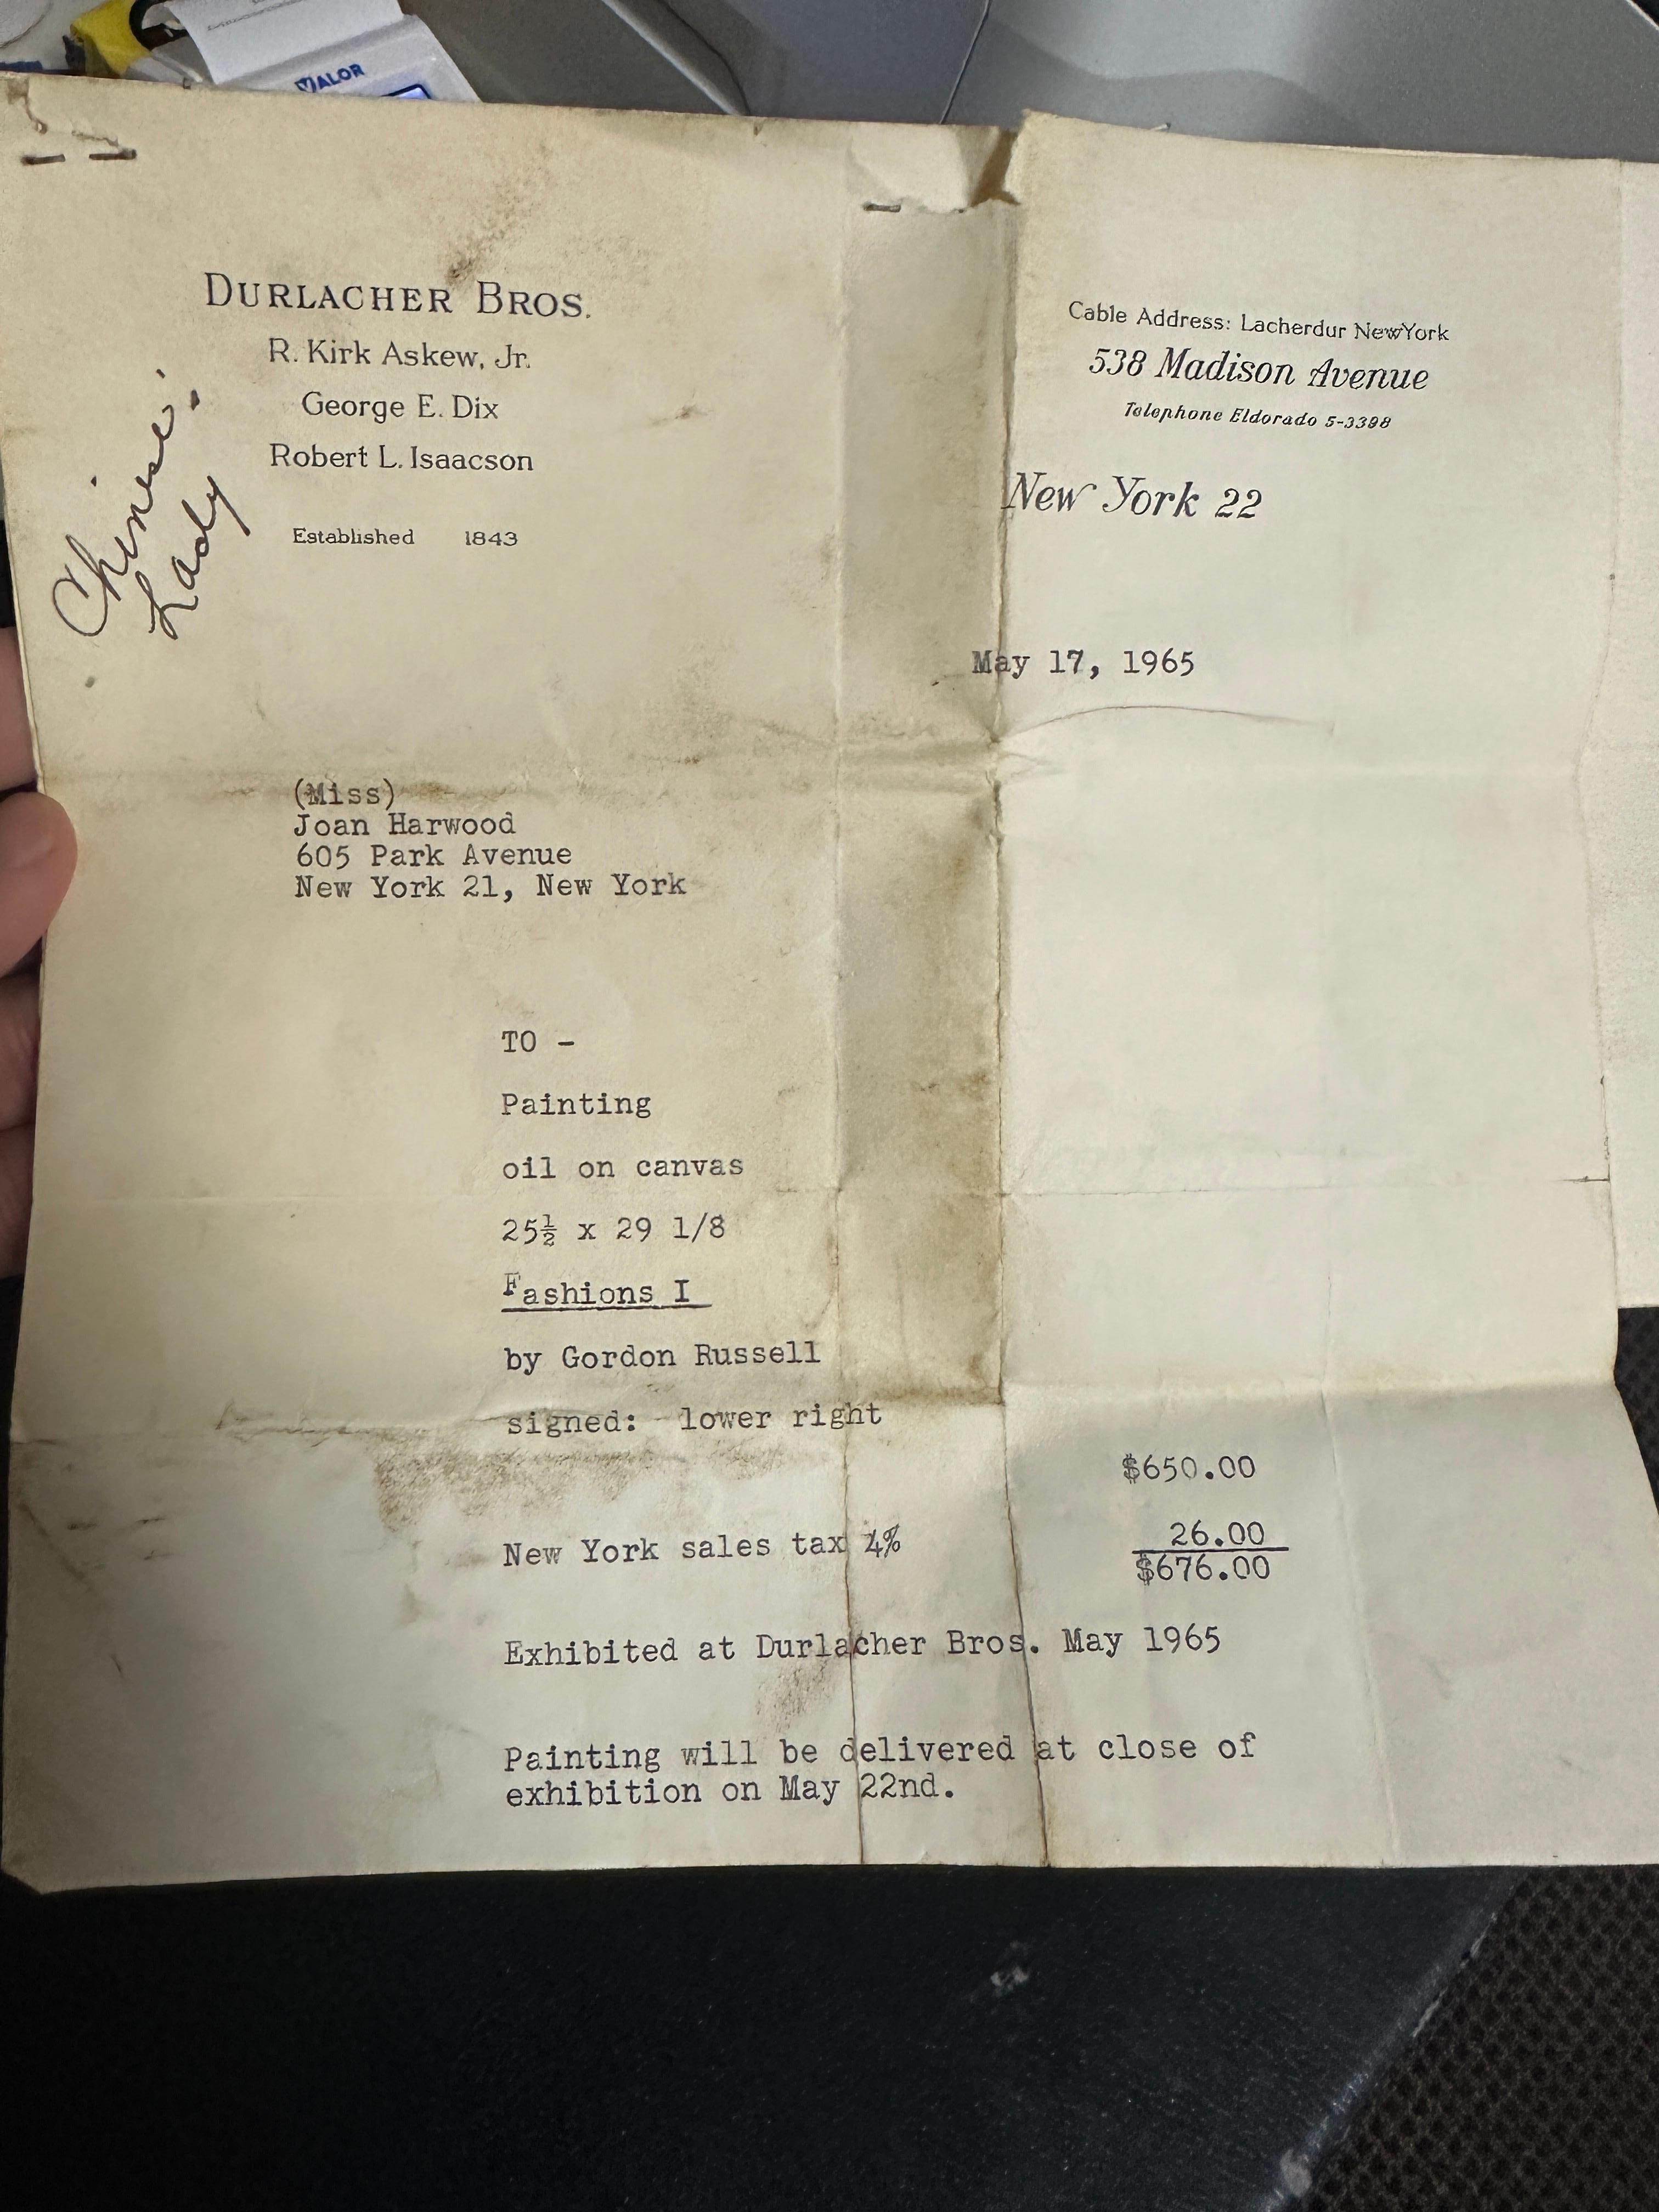 VALOR
DURLACHER BROS.
R. Kirk Askew, Jr.
George E. Dix
Robert L. Isaacson
Established 1843
Chinese
Lady
Cable Address: Lacherdur NewYork
538 Madison Avenue
Telephone Eldorado 5-3398
New York 22
May 17, 1965
(Miss)
Joan Harwood
605 Park Avenue
New York 21, New York
TO -
Painting
oil on canvas
25½ x 29 1/8
Fashions I
by Gordon Russell
signed: lower right
$650.00
New York sales tax 4% 26.00
$676.00
Exhibited at Durlacher Bros. May 1965
Painting will be delivered at close of
exhibition on May 22nd.